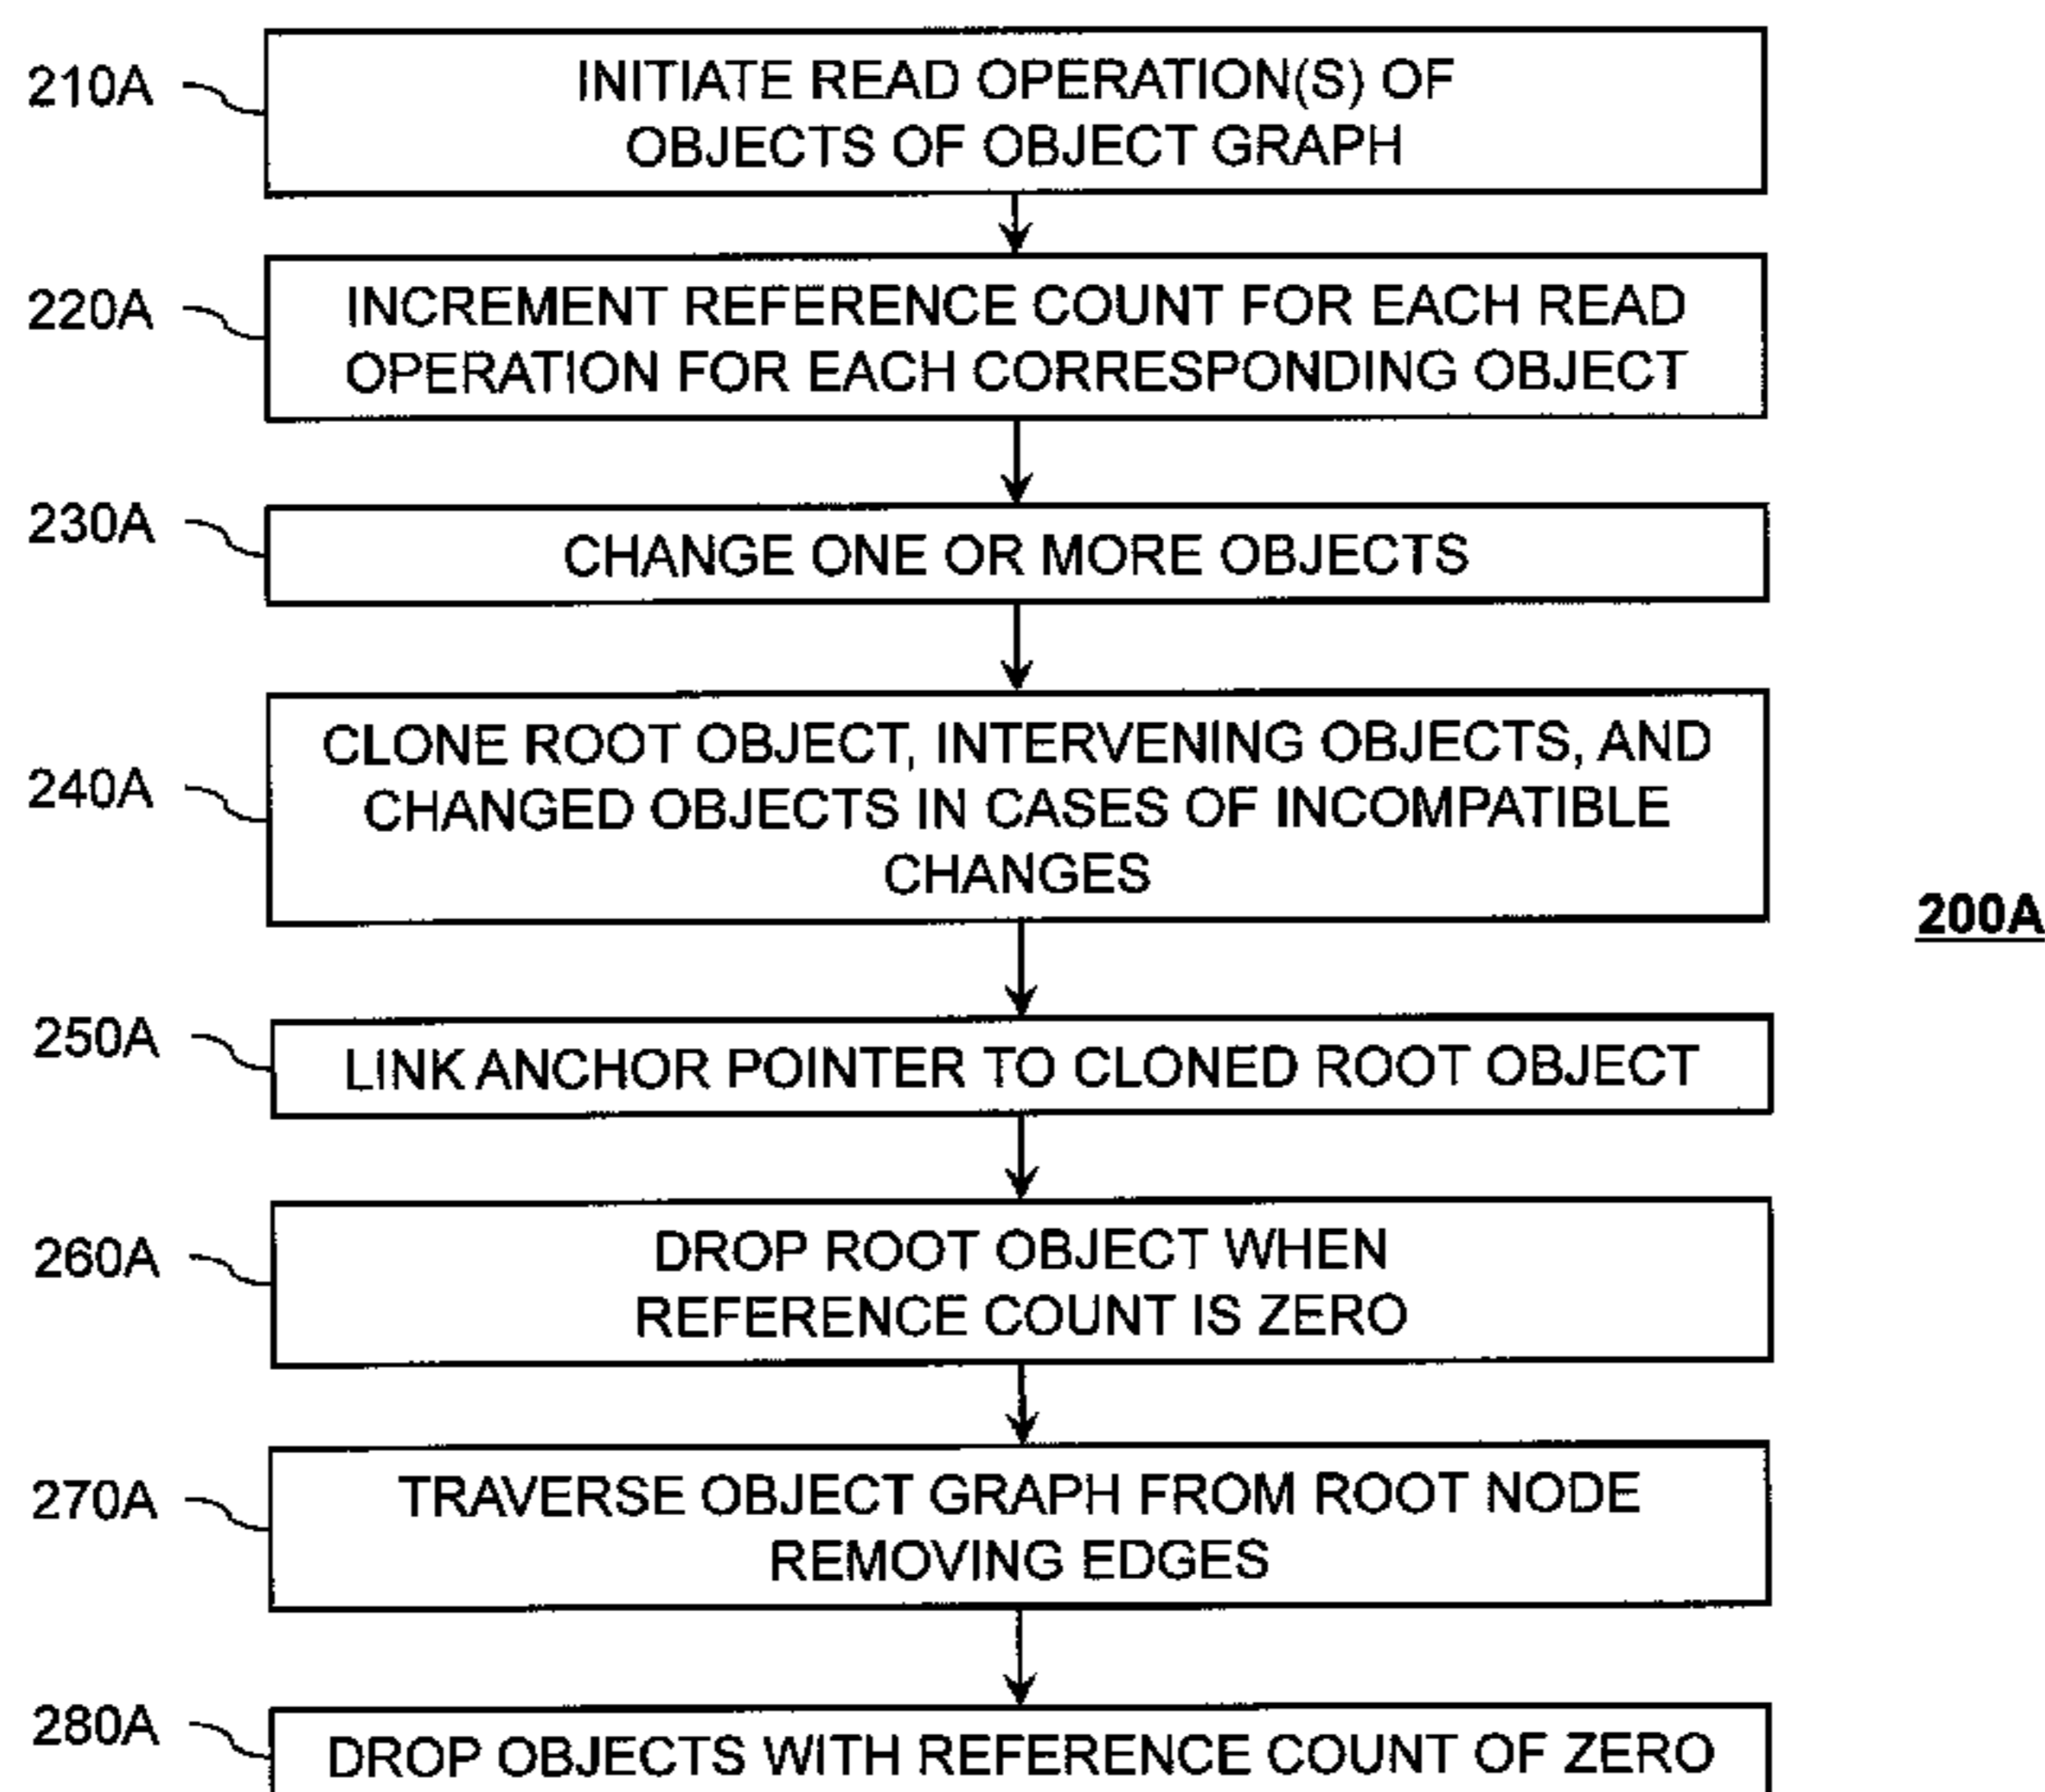 210A
INITIATE READ OPERATION(S) OF
OBJECTS OF OBJECT GRAPH
220A
INCREMENT REFERENCE COUNT FOR EACH READ
OPERATION FOR EACH CORRESPONDING OBJECT
230A
CHANGE ONE OR MORE OBJECTS
240A
CLONE ROOT OBJECT, INTERVENING OBJECTS, AND
CHANGED OBJECTS IN CASES OF INCOMPATIBLE
CHANGES
200A
250A
LINK ANCHOR POINTER TO CLONED ROOT OBJECT
260A
DROP ROOT OBJECT WHEN
REFERENCE COUNT IS ZERO
270A
TRAVERSE OBJECT GRAPH FROM ROOT NODE
REMOVING EDGES
280A
DROP OBJECTS WITH REFERENCE COUNT OF ZERO